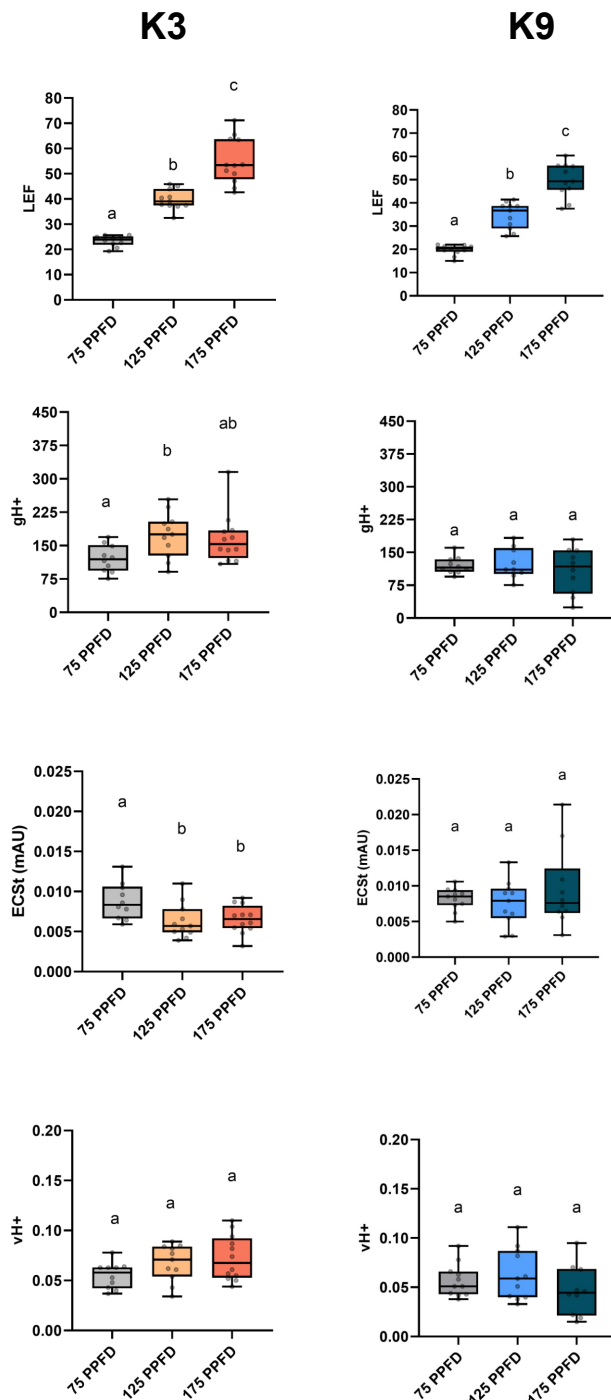 K3
K9
LEF
80
70
60
50
40
30
20
10
0
a
b
c
75 PPFD
125 PPFD
175 PPFD
LEF
80
70
60
50
40
30
20
10
0
a
b
c
75 PPFD
125 PPFD
175 PPFD
gH+
450
375
300
225
150
75
0
a
b
ab
75 PPFD
125 PPFD
175 PPFD
gH+
450
375
300
225
150
75
0
a
a
a
75 PPFD
125 PPFD
175 PPFD
ECSt (mAU)
0.025
0.020
0.015
0.010
0.005
0.000
a
b
b
75 PPFD
125 PPFD
175 PPFD
ECSt (mAU)
0.025
0.020
0.015
0.010
0.005
0.000
a
a
a
75 PPFD
125 PPFD
175 PPFD
vH+
0.20
0.15
0.10
0.05
0.00
a
a
a
75 PPFD
125 PPFD
175 PPFD
vH+
0.20
0.15
0.10
0.05
0.00
a
a
a
75 PPFD
125 PPFD
175 PPFD